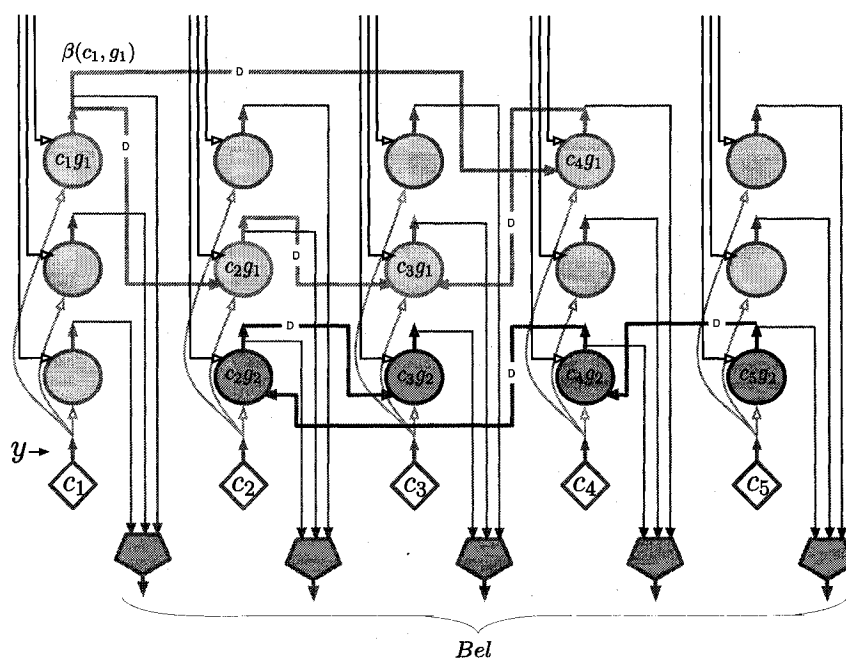 β(c₁, g₁)
D
D
c₁g₁
c₄g₁
D
D
c₂g₁
c₃g₁
D
D
D
c₂g₂
c₃g₂
c₄g₂
c₅g₂
y→
c₁
c₂
c₃
c₄
c₅
Bel